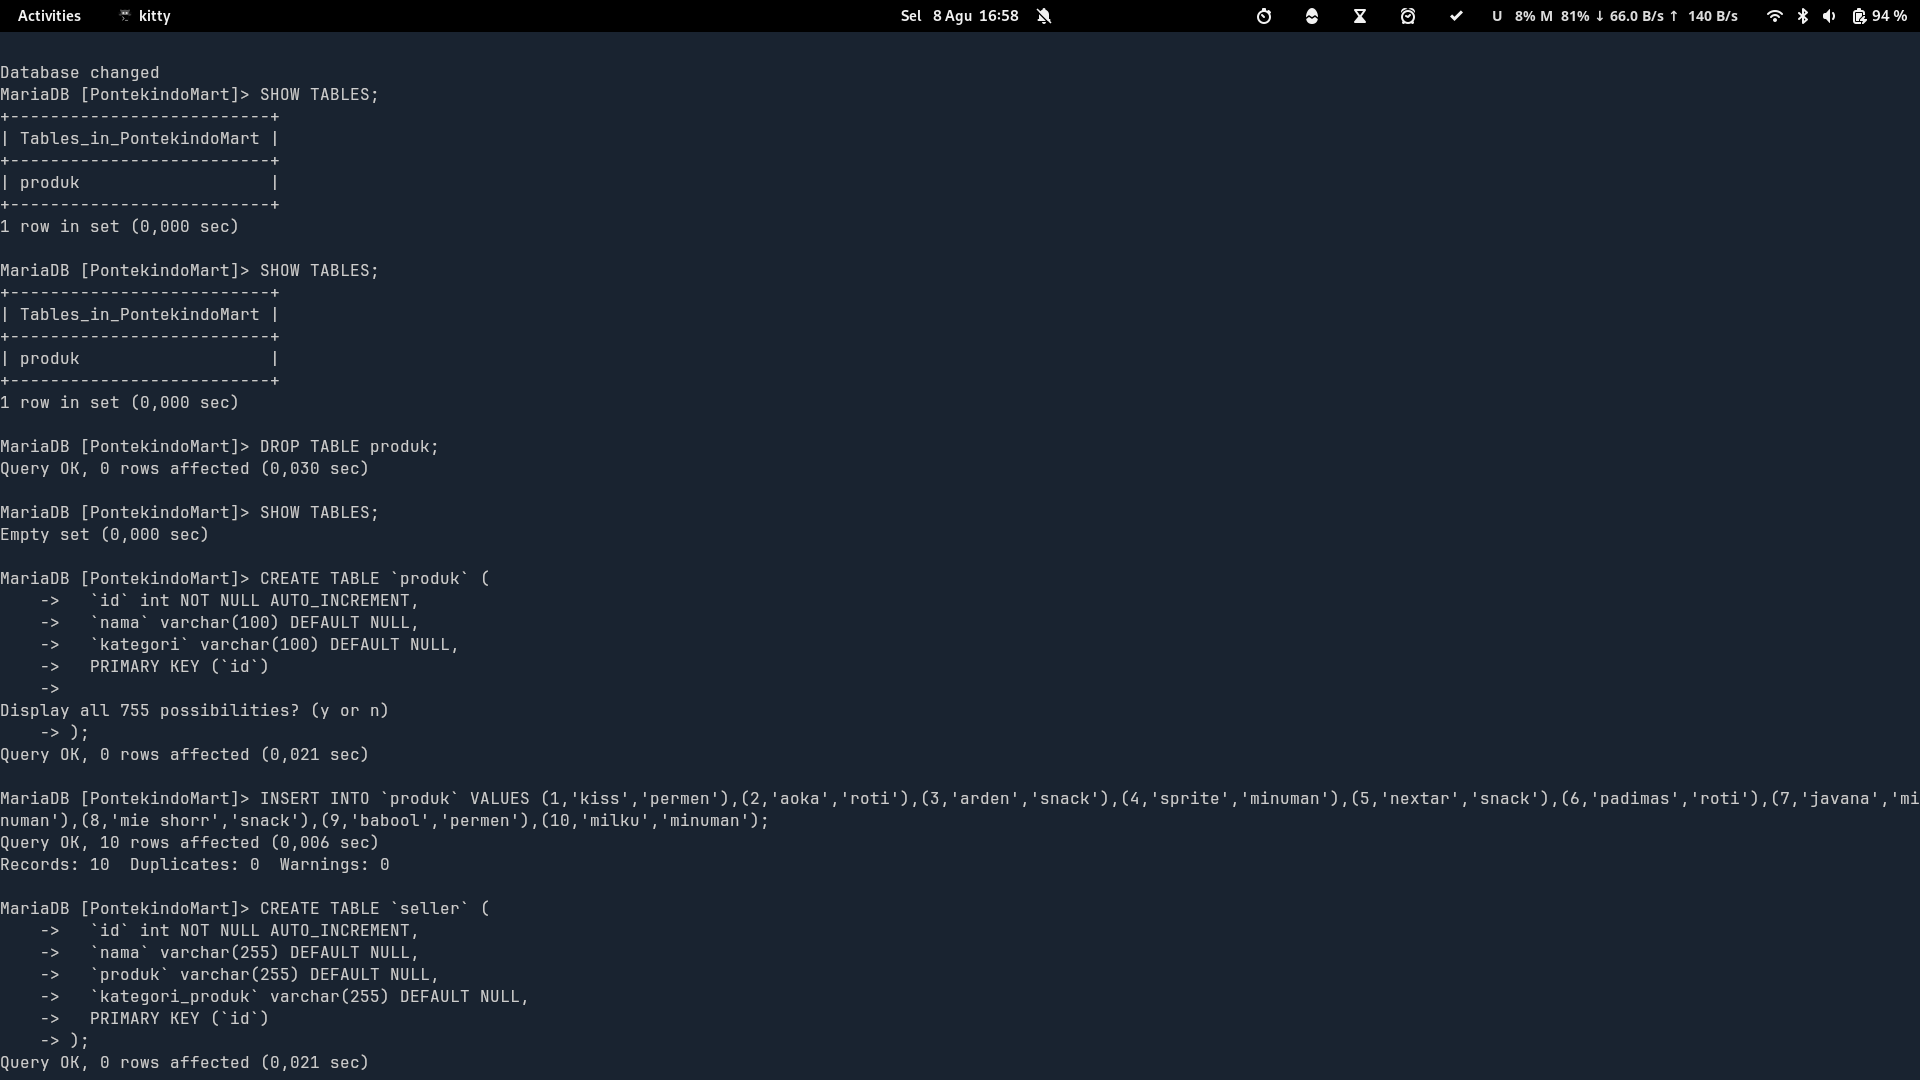 Activities kitty Sel 8 Agu 16:58 U 8% M 81% ↓ 66.0 B/s ↑ 140 B/s 94 %
Database changed
MariaDB [PontekindoMart]> SHOW TABLES;
+--------------------------+
| Tables_in_PontekindoMart |
+--------------------------+
| produk                   |
+--------------------------+
1 row in set (0,000 sec)
MariaDB [PontekindoMart]> SHOW TABLES;
+--------------------------+
| Tables_in_PontekindoMart |
+--------------------------+
| produk                   |
+--------------------------+
1 row in set (0,000 sec)
MariaDB [PontekindoMart]> DROP TABLE produk;
Query OK, 0 rows affected (0,030 sec)
MariaDB [PontekindoMart]> SHOW TABLES;
Empty set (0,000 sec)
MariaDB [PontekindoMart]> CREATE TABLE `produk` (
    ->   `id` int NOT NULL AUTO_INCREMENT,
    ->   `nama` varchar(100) DEFAULT NULL,
    ->   `kategori` varchar(100) DEFAULT NULL,
    ->   PRIMARY KEY (`id`)
    ->
Display all 755 possibilities? (y or n)
    -> );
Query OK, 0 rows affected (0,021 sec)
MariaDB [PontekindoMart]> INSERT INTO `produk` VALUES (1,'kiss','permen'),(2,'aoka','roti'),(3,'arden','snack'),(4,'sprite','minuman'),(5,'nextar','snack'),(6,'padimas','roti'),(7,'javana','mi
numan'),(8,'mie shorr','snack'),(9,'babool','permen'),(10,'milku','minuman');
Query OK, 10 rows affected (0,006 sec)
Records: 10  Duplicates: 0  Warnings: 0
MariaDB [PontekindoMart]> CREATE TABLE `seller` (
    ->   `id` int NOT NULL AUTO_INCREMENT,
    ->   `nama` varchar(255) DEFAULT NULL,
    ->   `produk` varchar(255) DEFAULT NULL,
    ->   `kategori_produk` varchar(255) DEFAULT NULL,
    ->   PRIMARY KEY (`id`)
    -> );
Query OK, 0 rows affected (0,021 sec)